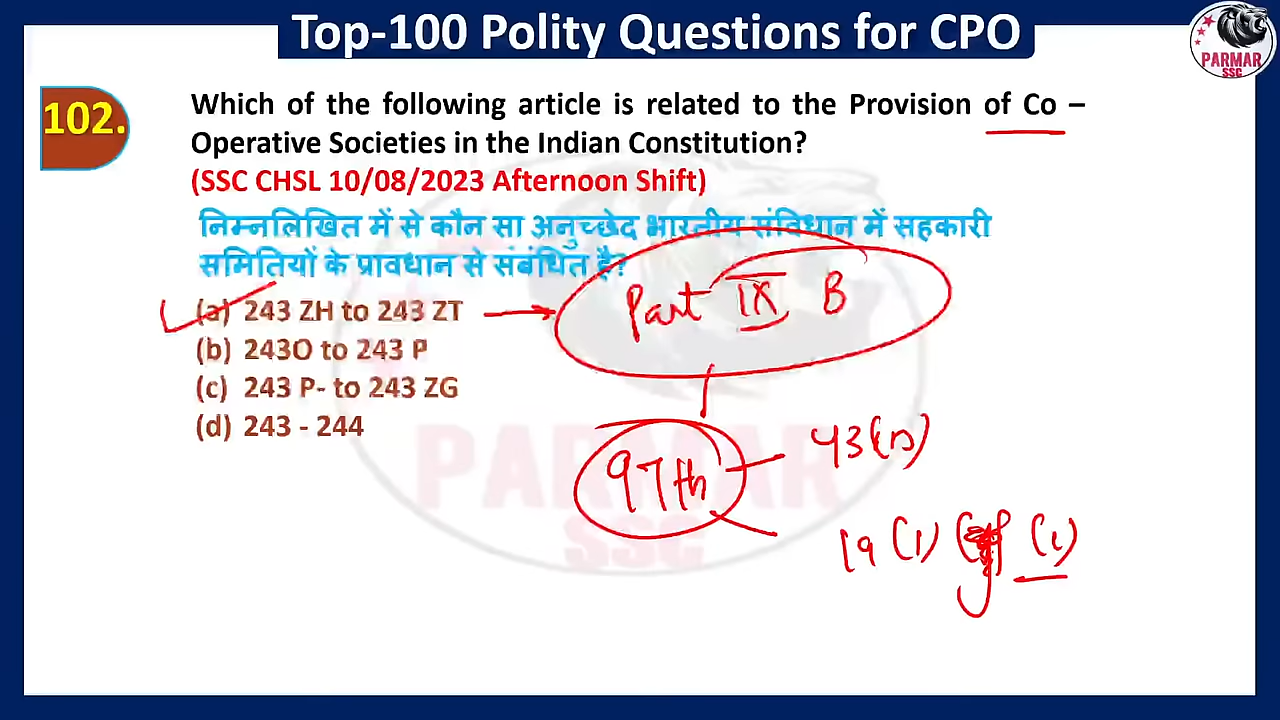 Top-100 Polity Questions for CPO
PARMAR
SSC
102.
Which of the following article is related to the Provision of Co –
Operative Societies in the Indian Constitution?
(SSC CHSL 10/08/2023 Afternoon Shift)
निम्नलिखित में से कौन सा अनुच्छेद भारतीय संविधान में सहकारी
समितियों के प्रावधान से संबंधित है?
(a) 243 ZH to 243 ZT
(b) 243O to 243 P
(c) 243 P- to 243 ZG
(d) 243 - 244
Part IX B
97th
43(B)
19 (1) (c)
PARMAR
SSC